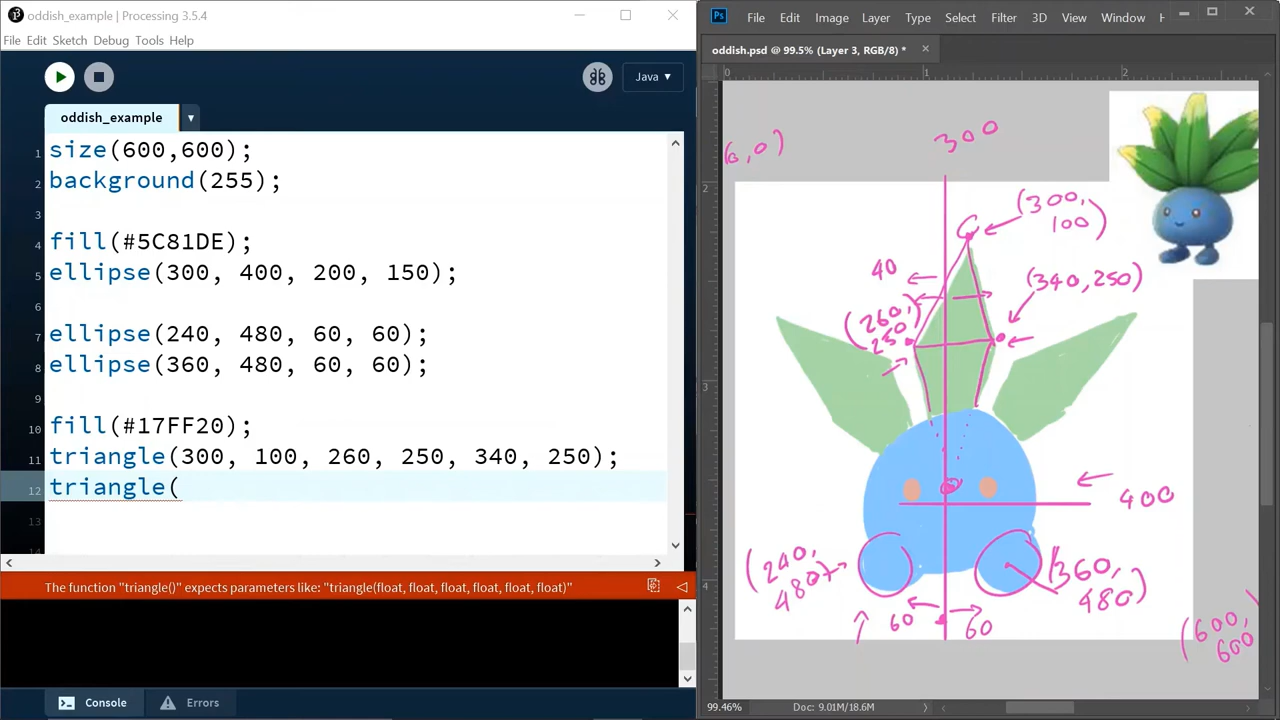 oddish_example | Processing 3.5.4
File Edit Sketch Debug Tools Help
Java ▾
oddish_example
1 size(600,600);
2 background(255);
3
4 fill(#5C81DE);
5 ellipse(300, 400, 200, 150);
6
7 ellipse(240, 480, 60, 60);
8 ellipse(360, 480, 60, 60);
9
10 fill(#17FF20);
11 triangle(300, 100, 260, 250, 340, 250);
12 triangle(
13
The function "triangle()" expects parameters like: "triangle(float, float, float, float, float, float)"
Console
Errors
Ps File Edit Image Layer Type Select Filter 3D View Window H
oddish.psd @ 99.5% (Layer 3, RGB/8) *
0 1 2
2
3
4
,0)
300
(300,
100)
40
(340,250)
(260,
250)
400
(240,
480)
(360,
480)
60
60
(600,
600
99.46%
Doc: 9.01M/18.6M